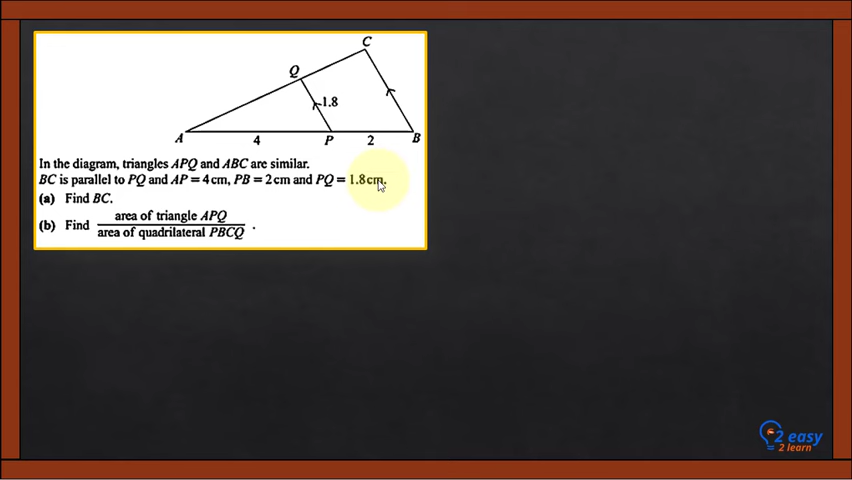 C
Q
1.8
A
4
P
2
B
In the diagram, triangles APQ and ABC are similar.
BC is parallel to PQ and AP = 4 cm, PB = 2 cm and PQ = 1.8 cm.
(a) Find BC.
(b) Find area of triangle APQ
area of quadrilateral PBCQ .
2 easy
2 learn